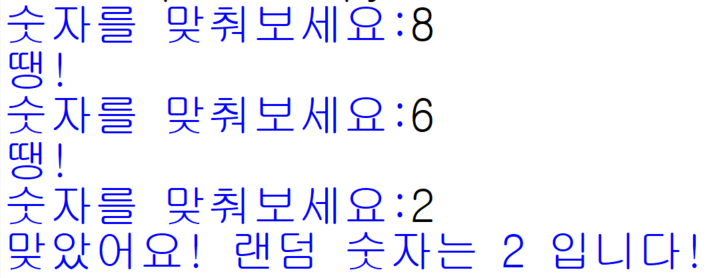 숫자를 맞춰보세요:8
땡!
숫자를 맞춰보세요:6
땡!
숫자를 맞춰보세요:2
맞았어요! 랜덤 숫자는 2 입니다!